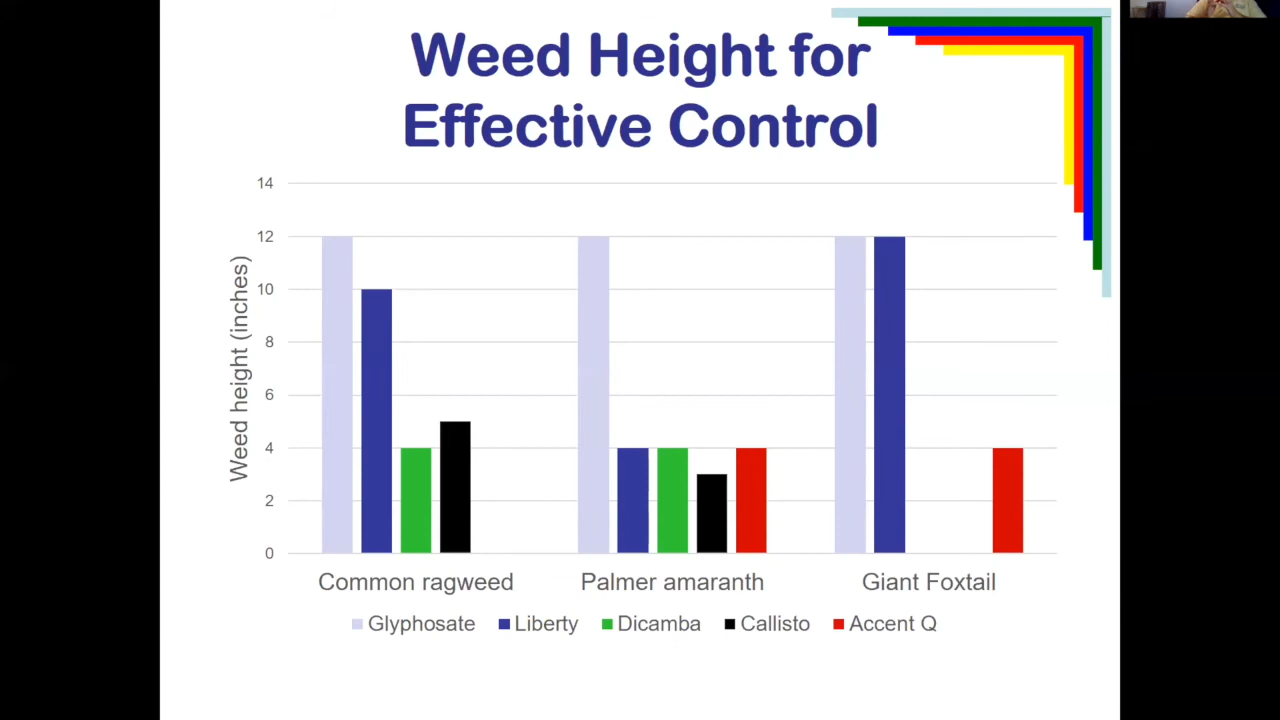 Weed Height for
Effective Control
Weed height (inches)
14
12
10
8
6
4
2
0
Common ragweed Palmer amaranth Giant Foxtail
Glyphosate Liberty Dicamba Callisto Accent Q